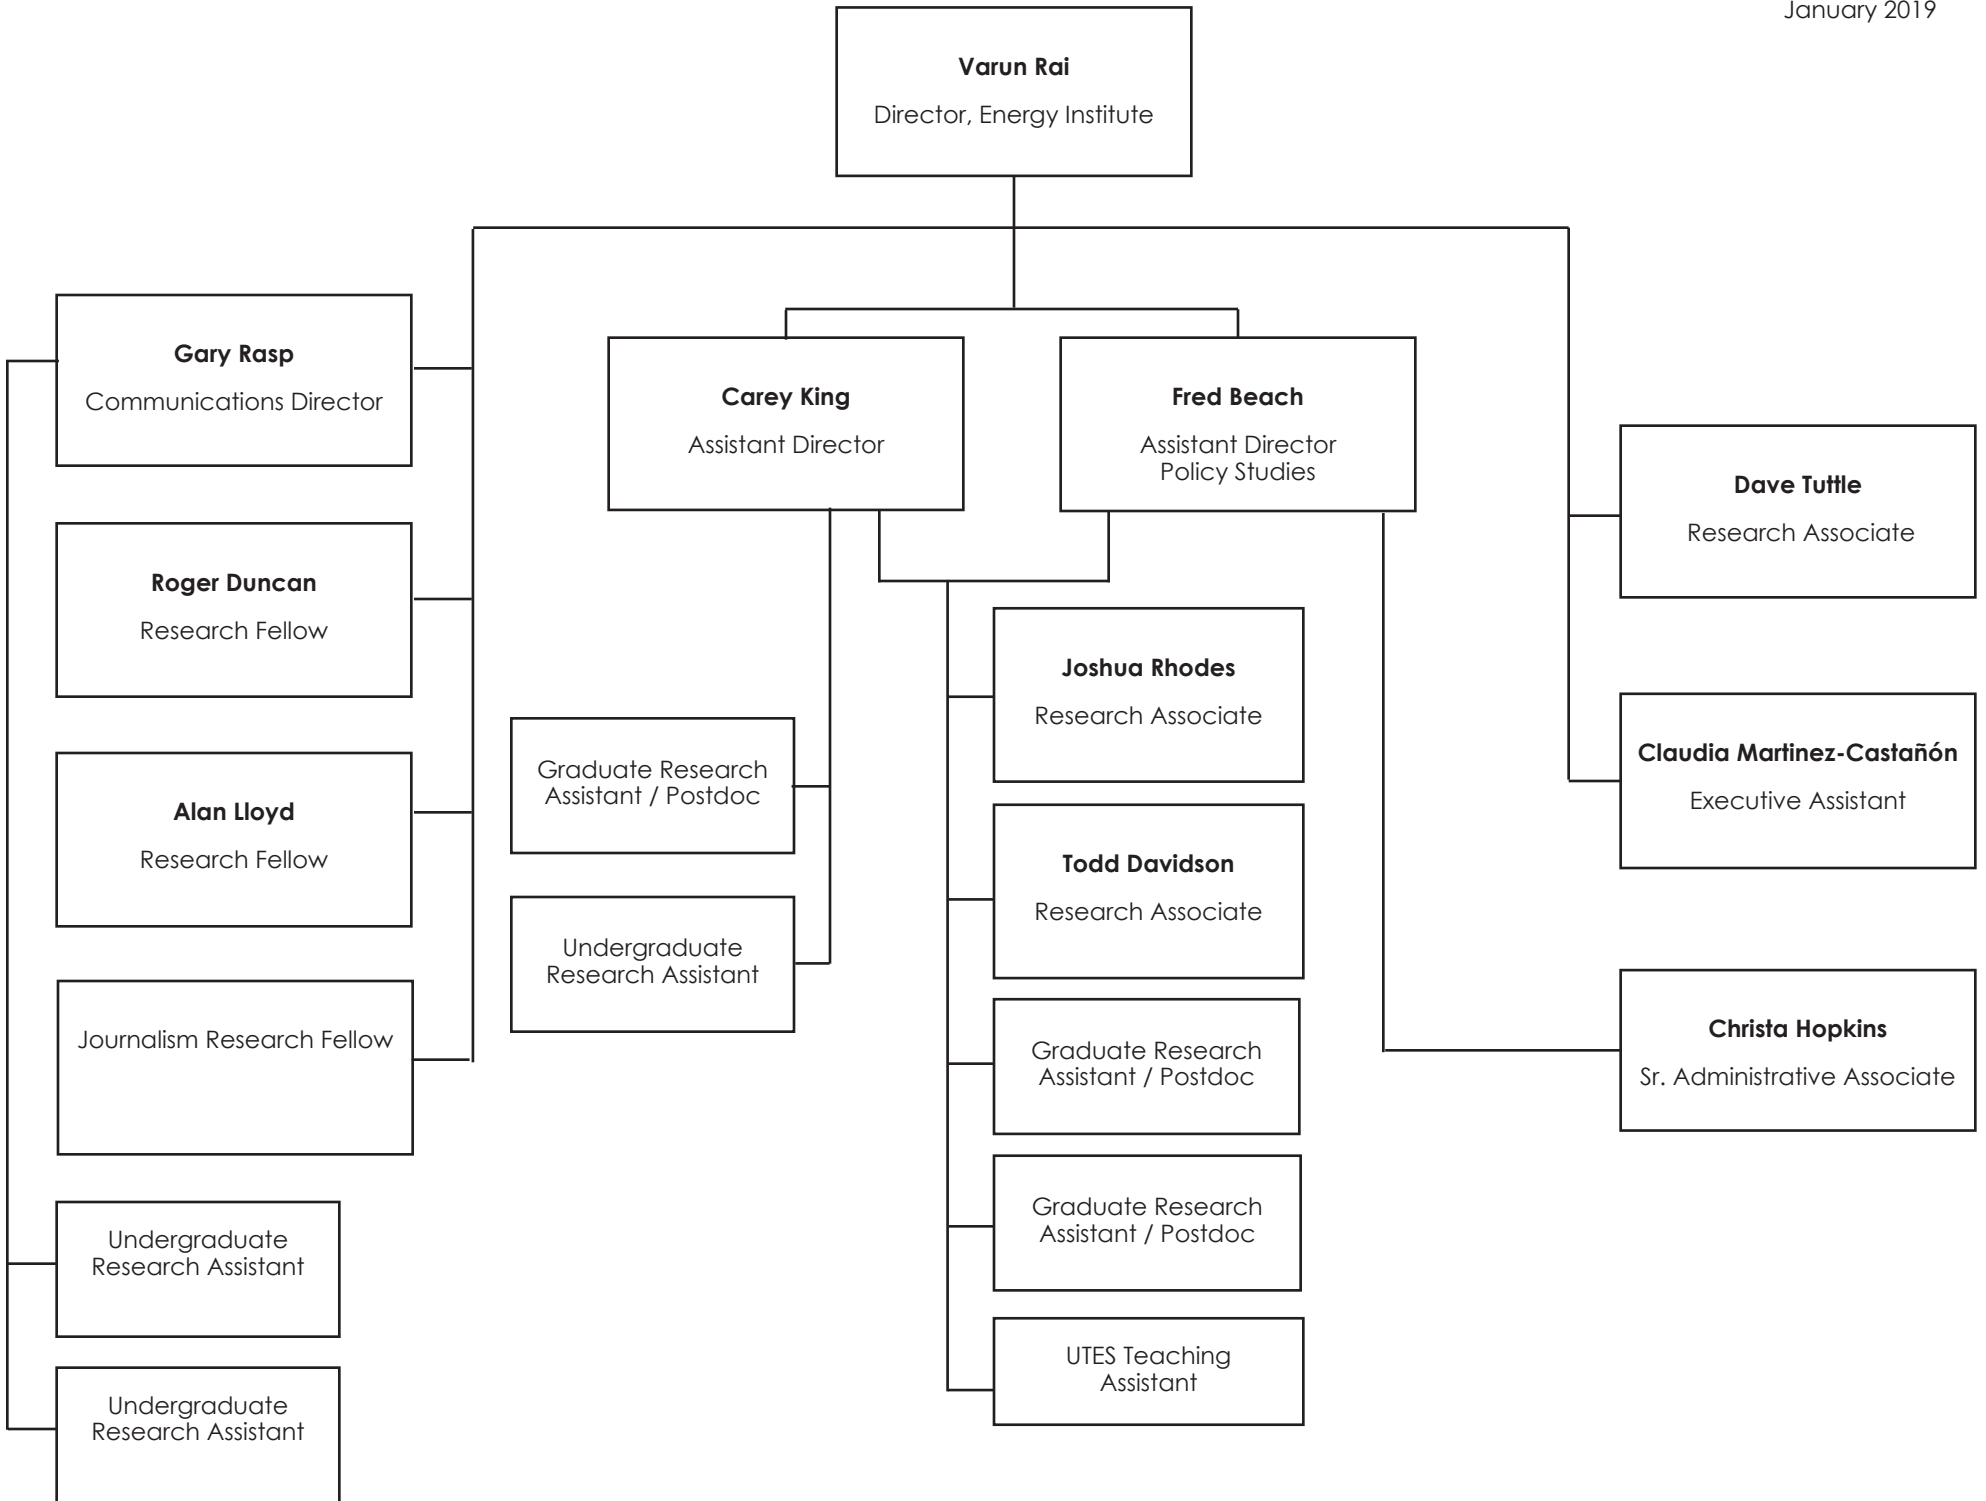 January 2019
Varun Rai
Director, Energy Institute
Gary Rasp
Communications Director
Carey King
Assistant Director
Fred Beach
Assistant Director
Policy Studies
Dave Tuttle
Research Associate
Roger Duncan
Research Fellow
Joshua Rhodes
Research Associate
Claudia Martinez-Castañón
Executive Assistant
Graduate Research
Assistant / Postdoc
Alan Lloyd
Research Fellow
Todd Davidson
Research Associate
Undergraduate
Research Assistant
Journalism Research Fellow
Graduate Research
Assistant / Postdoc
Christa Hopkins
Sr. Administrative Associate
Graduate Research
Assistant / Postdoc
Undergraduate
Research Assistant
UTES Teaching
Assistant
Undergraduate
Research Assistant